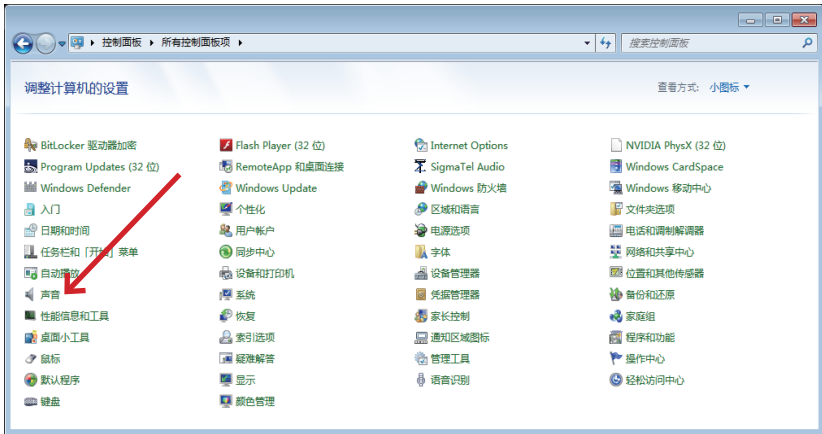 控制面板 ▸ 所有控制面板项 ▸
搜索控制面板
调整计算机的设置
查看方式: 小图标
BitLocker 驱动器加密 Flash Player (32 位) Internet Options NVIDIA PhysX (32 位)
Program Updates (32 位) RemoteApp 和桌面连接 SigmaTel Audio Windows CardSpace
Windows Defender Windows Update Windows 防火墙 Windows 移动中心
入门 个性化 区域和语言 文件夹选项
日期和时间 用户帐户 电源选项 电话和调制解调器
任务栏和「开始」菜单 同步中心 字体 网络和共享中心
自动播放 设备和打印机 设备管理器 位置和其他传感器
声音 系统 凭据管理器 备份和还原
性能信息和工具 恢复 家长控制 家庭组
桌面小工具 索引选项 通知区域图标 程序和功能
鼠标 疑难解答 管理工具 操作中心
默认程序 显示 语音识别 轻松访问中心
键盘 颜色管理